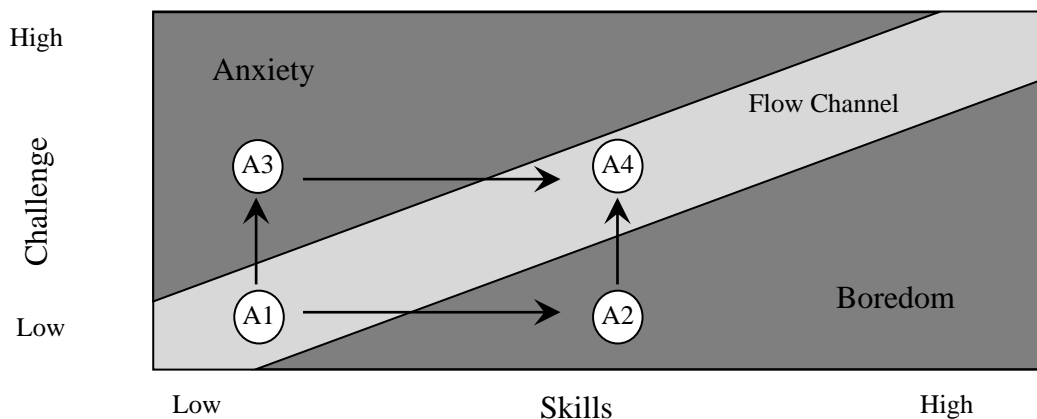 High
Anxiety
Flow Channel
A3
A4
Challenge
A1
A2
Boredom
Low
Low
Skills
High